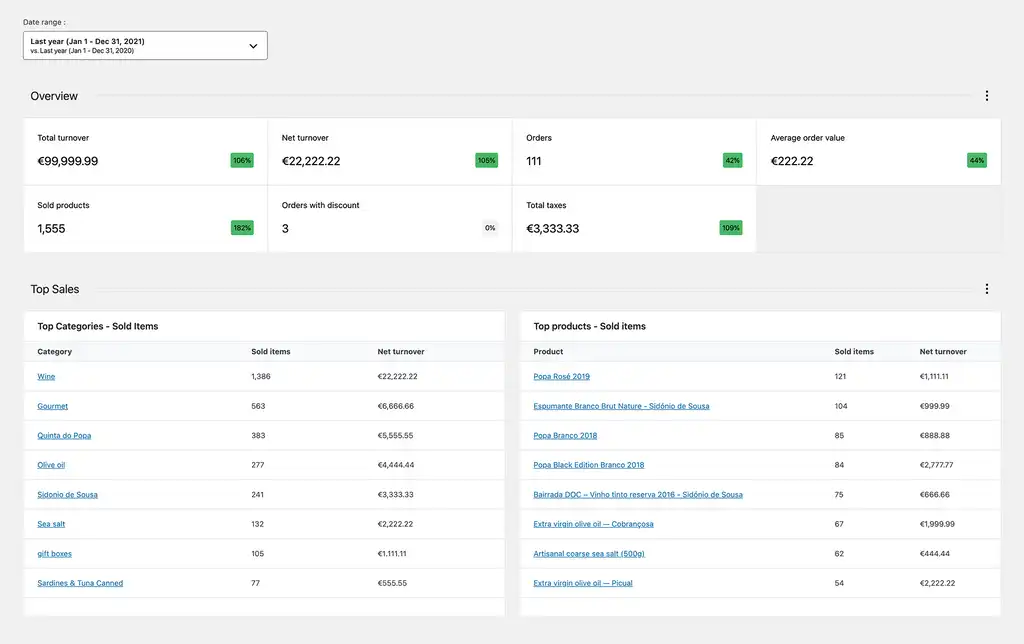 Date range :
Last year (Jan 1 - Dec 31, 2021)
vs. Last year (Jan 1 - Dec 31, 2020)
Overview
Total turnover
€99,999.99 106%
Net turnover
€22,222.22 105%
Orders
111 42%
Average order value
€222.22 44%
Sold products
1,555 182%
Orders with discount
3 0%
Total taxes
€3,333.33 109%
Top Sales
Top Categories - Sold Items
Category Sold items Net turnover
Wine 1,386 €22,222.22
Gourmet 563 €6,666.66
Quinta do Popa 383 €5,555.55
Olive oil 277 €4,444.44
Sidonio de Sousa 241 €3,333.33
Sea salt 132 €2,222.22
gift boxes 105 €1.111.11
Sardines & Tuna Canned 77 €555.55
Top products - Sold items
Product Sold items Net turnover
Popa Rosé 2019 121 €1,111.11
Espumante Branco Brut Nature - Sidónio de Sousa 104 €999.99
Popa Branco 2018 85 €888.88
Popa Black Edition Branco 2018 84 €2,777.77
Bairrada DOC – Vinho tinto reserva 2016 - Sidónio de Sousa 75 €666.66
Extra virgin olive oil — Cobrançosa 67 €1,999.99
Artisanal coarse sea salt (500g) 62 €444.44
Extra virgin olive oil — Picual 54 €2,222.22